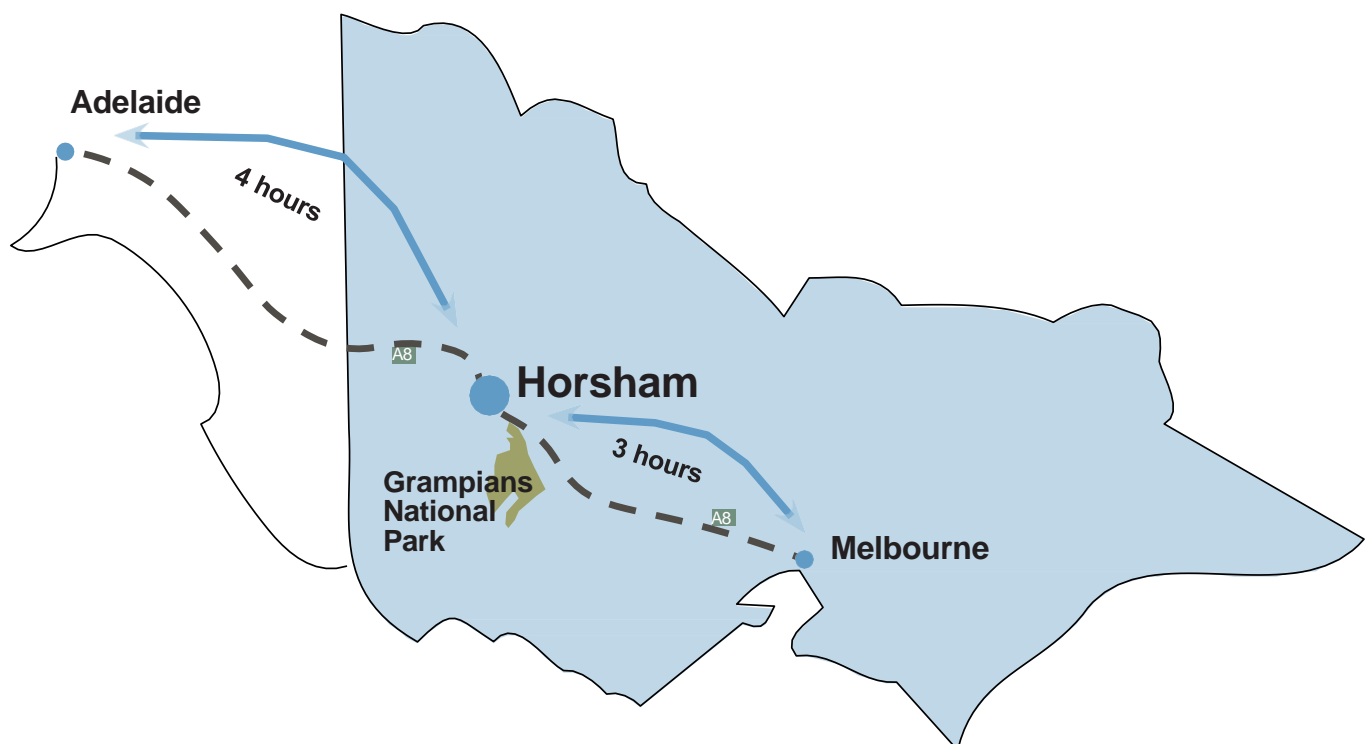 Adelaide
4 hours
A8
Horsham
3 hours
Grampians
National
Park
A8
Melbourne